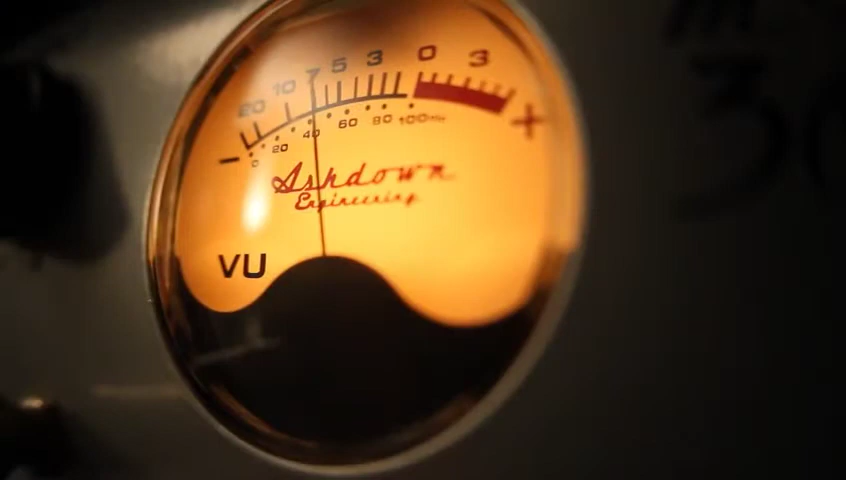 20 10 7 5 3 0 3
- +
0 20 40 60 80 100%
Ashdown
Engineering
VU